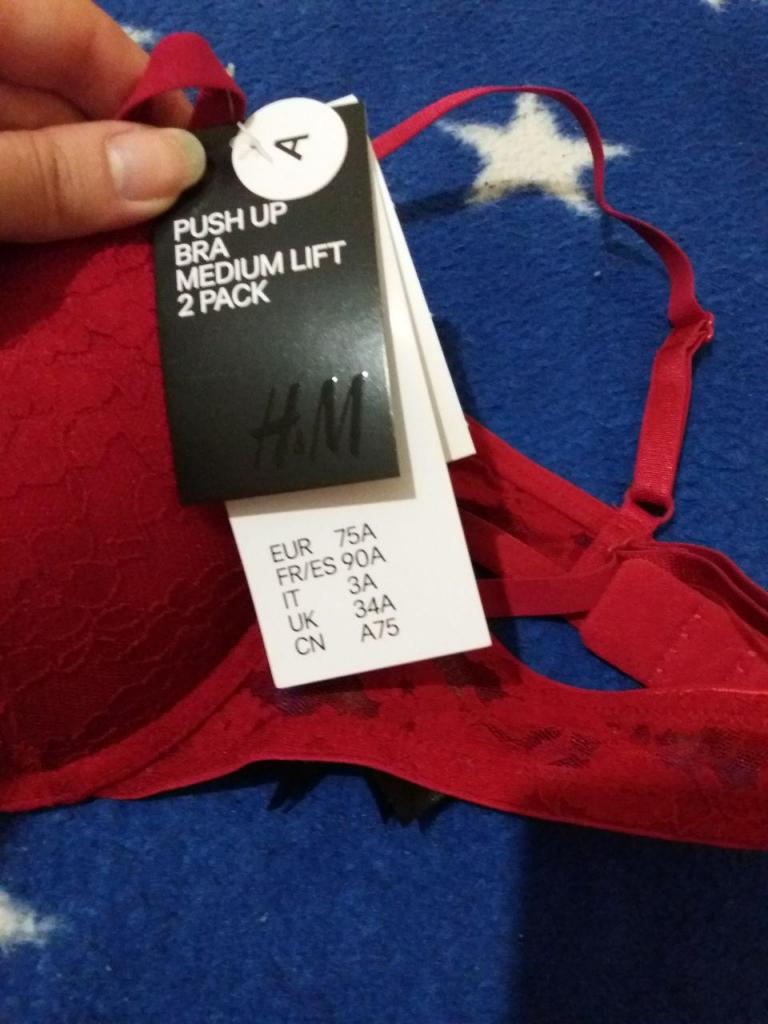 A
PUSH UP
BRA
MEDIUM LIFT
2 PACK
H&M
EUR 75A
FR/ES 90A
IT 3A
UK 34A
CN A75